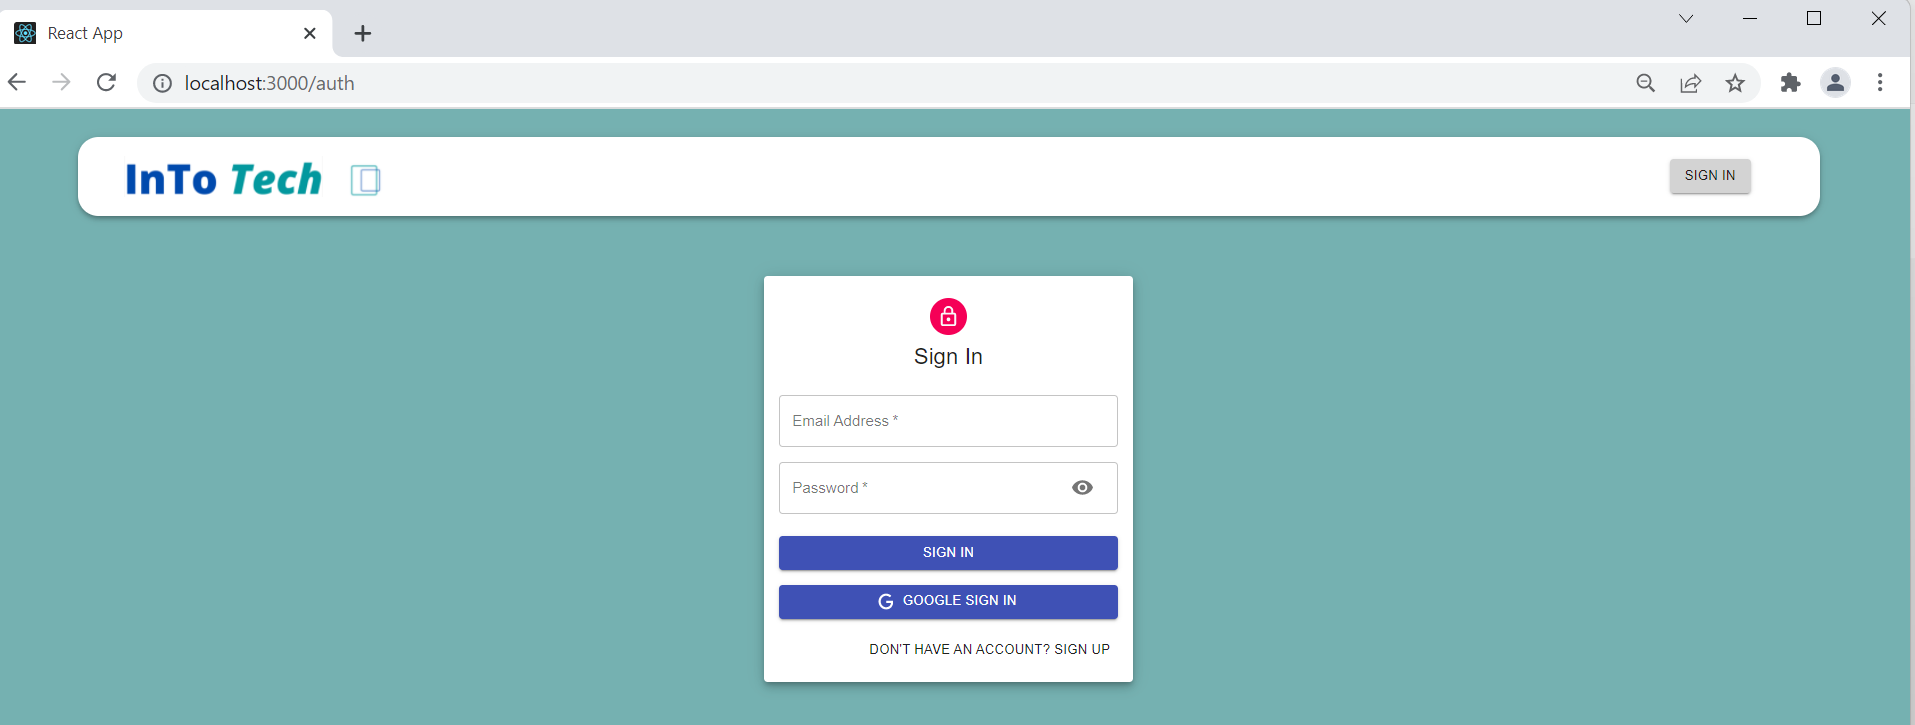 React App
localhost:3000/auth
InTo Tech
SIGN IN
Sign In
Email Address *
Password *
SIGN IN
GOOGLE SIGN IN
DON'T HAVE AN ACCOUNT? SIGN UP